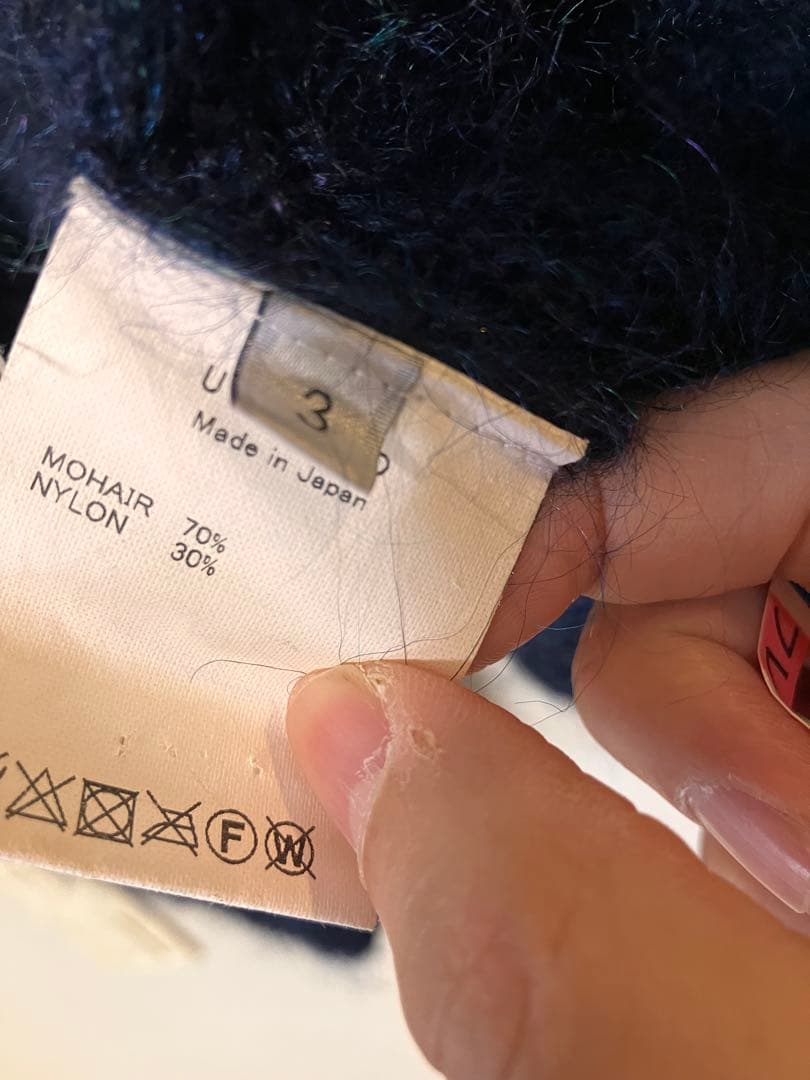 3
Made in Japan
MOHAIR 70%
NYLON 30%
F W